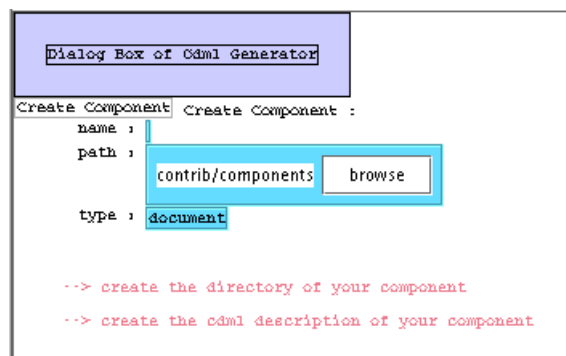 Dialog Box of Cdml Generator
Create Component Create Component :
name :
path :
contrib/components browse
type : document
--> create the directory of your component
--> create the cdml description of your component